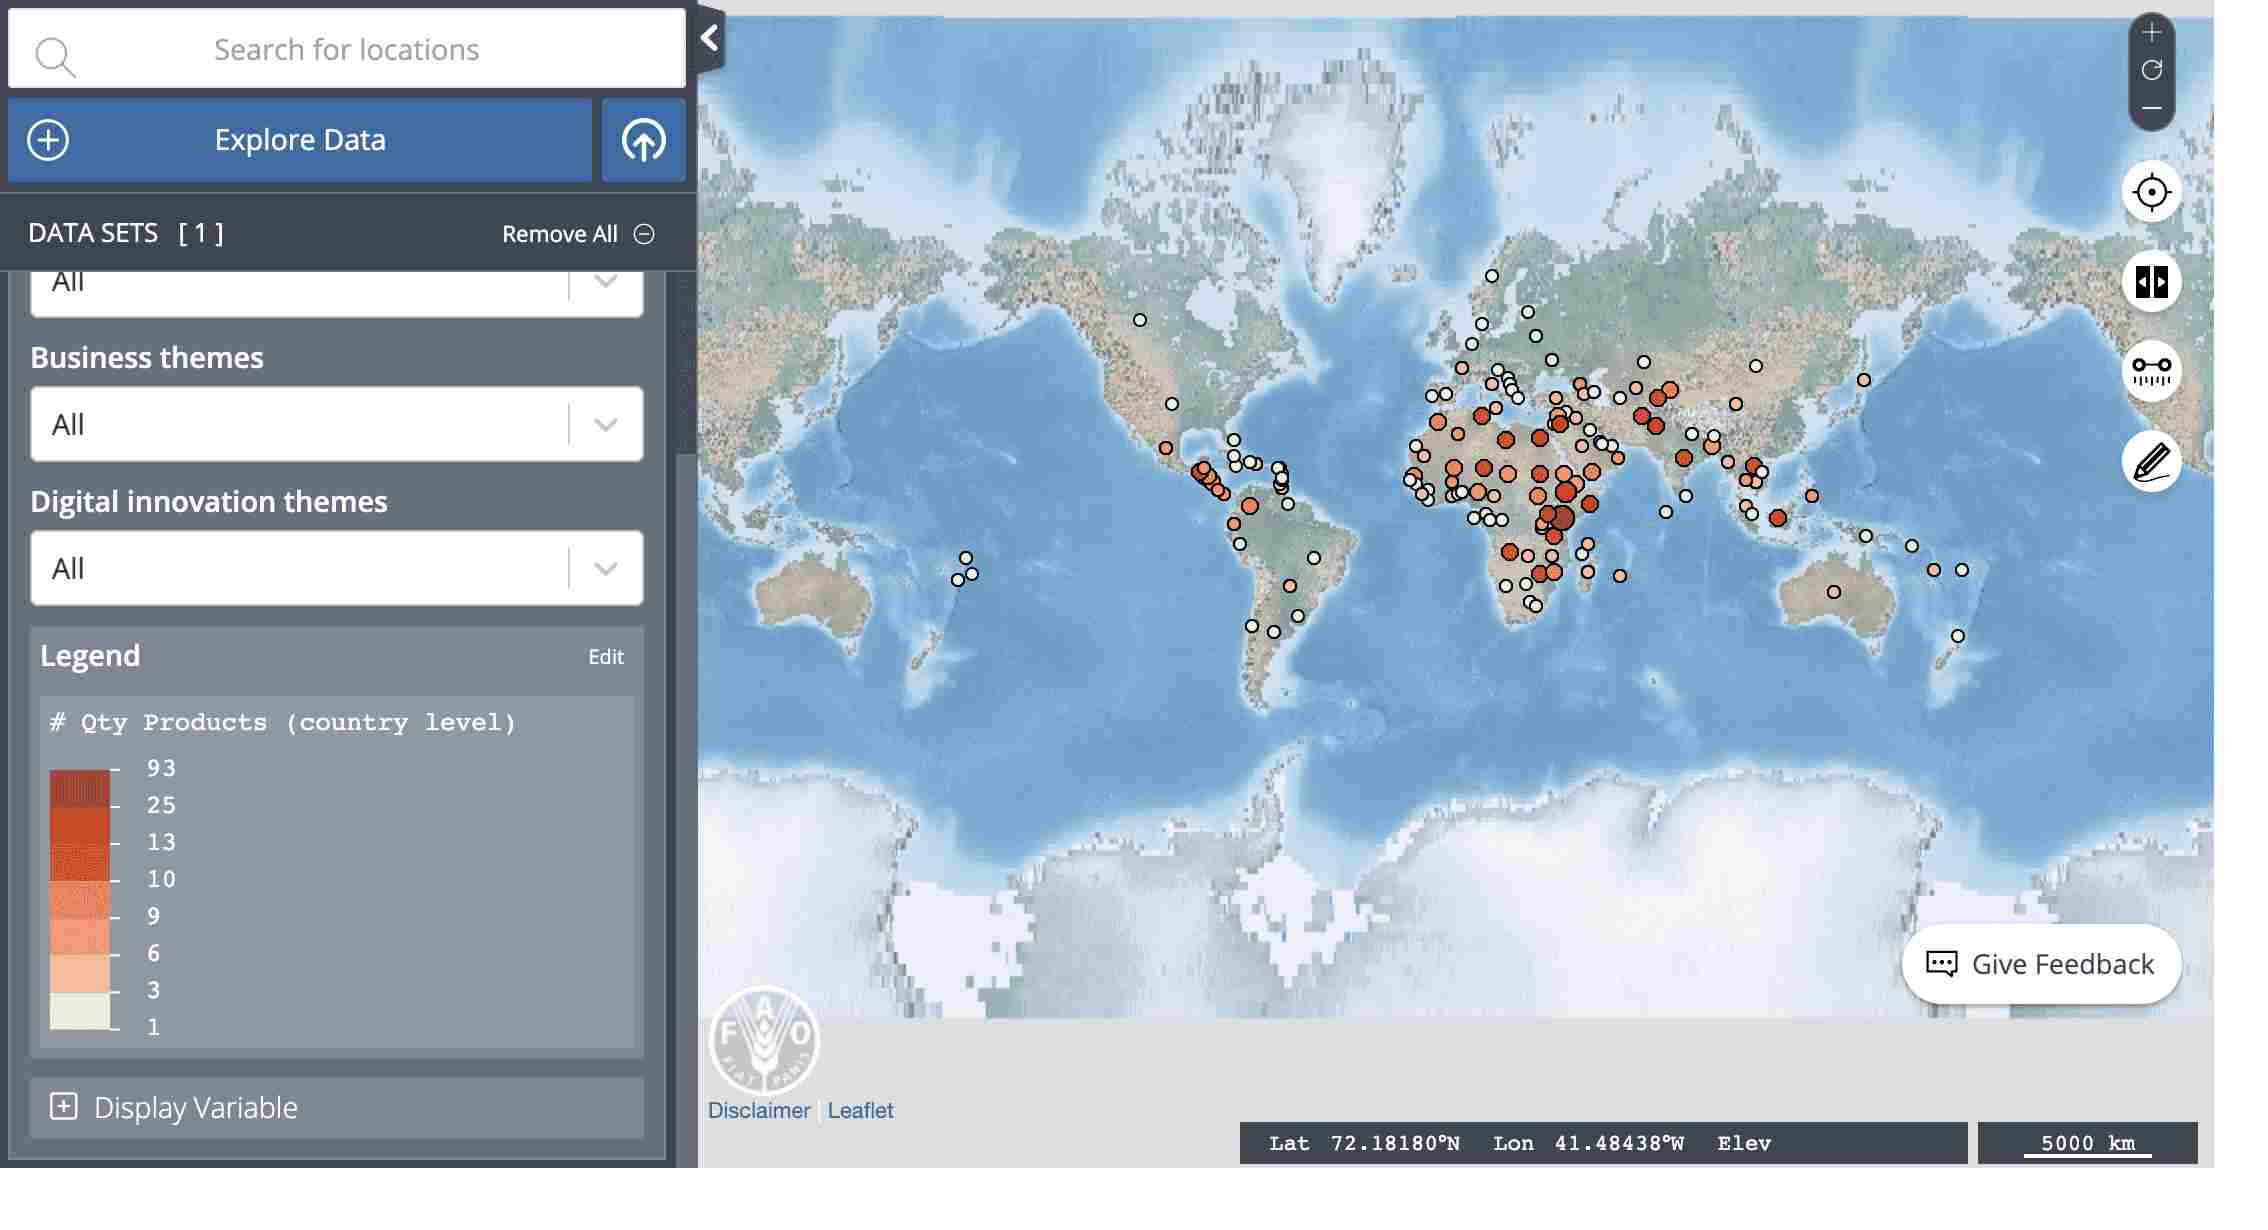 Search for locations
Explore Data
DATA SETS [ 1 ]
Remove All
All
Business themes
All
Digital innovation themes
All
Legend
Edit
# Qty Products (country level)
93
25
13
10
9
6
3
1
Display Variable
Give Feedback
F A O
FIAT PANIS
Disclaimer | Leaflet
Lat 72.18180°N Lon 41.48438°W Elev
5000 km